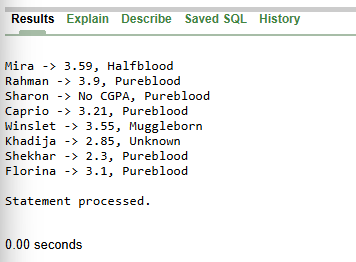 Results Explain Describe Saved SQL History
Mira -> 3.59, Halfblood
Rahman -> 3.9, Pureblood
Sharon -> No CGPA, Pureblood
Caprio -> 3.21, Pureblood
Winslet -> 3.55, Muggleborn
Khadija -> 2.85, Unknown
Shekhar -> 2.3, Pureblood
Florina -> 3.1, Pureblood
Statement processed.
0.00 seconds